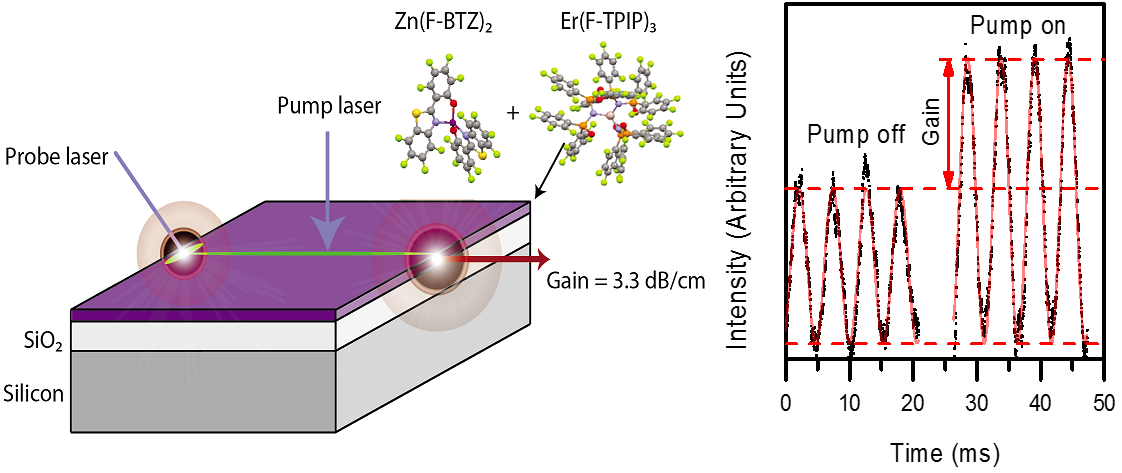 Zn(F-BTZ)₂
Er(F-TPIP)₃
+
Pump laser
Probe laser
Gain = 3.3 dB/cm
SiO₂
Silicon
Pump on
Pump off
Gain
Intensity (Arbitrary Units)
0 10 20 30 40 50
Time (ms)